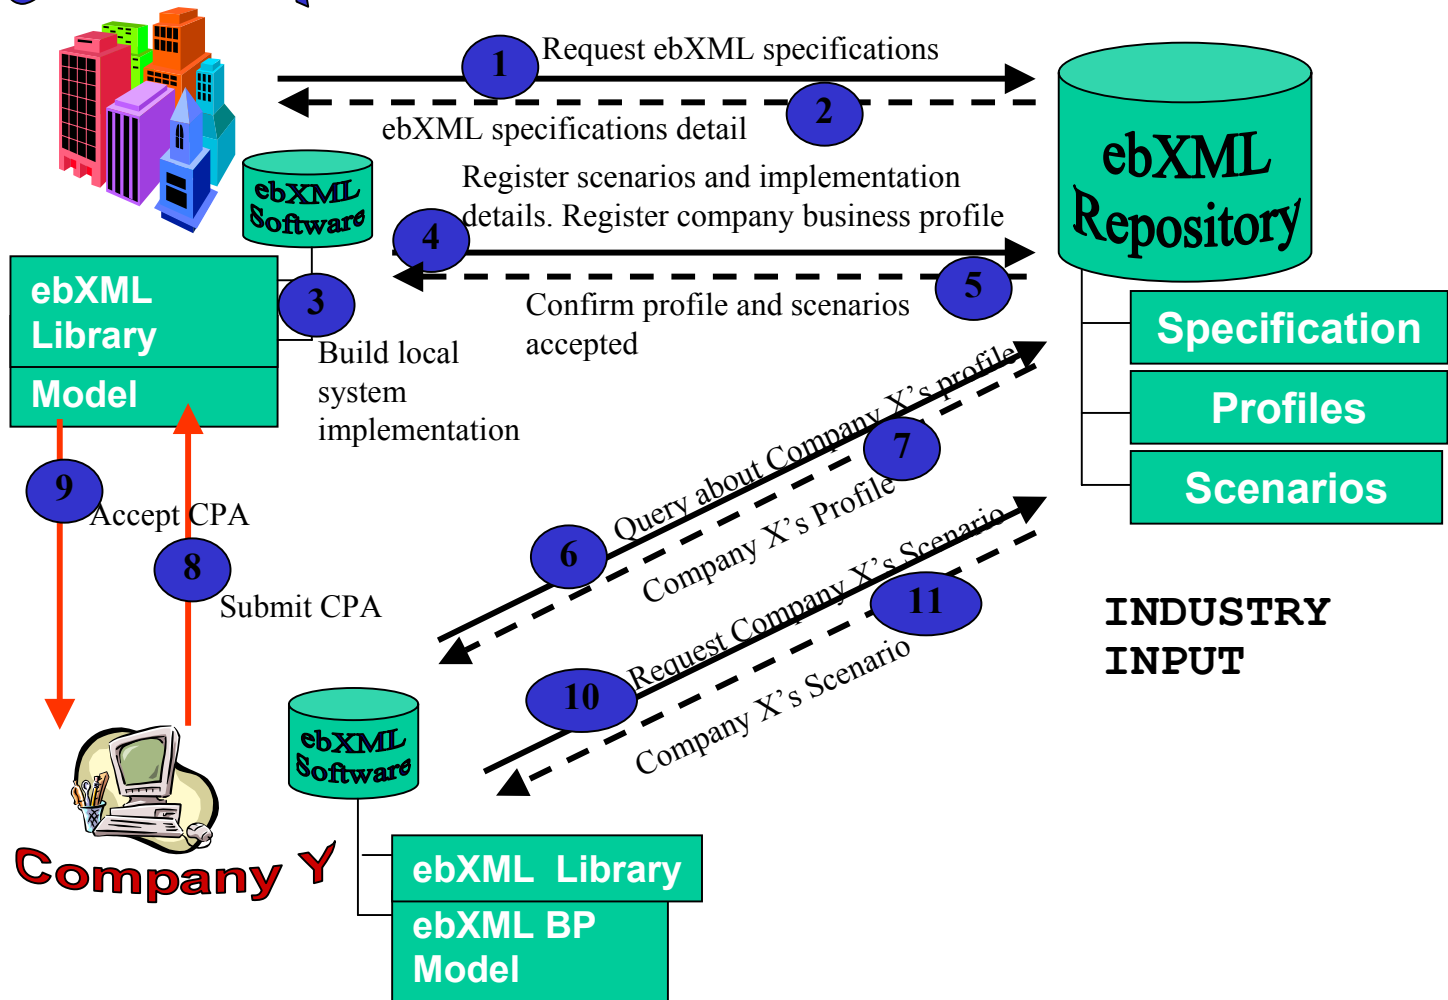 1
Request ebXML specifications
2
ebXML specifications detail
ebXML
Repository
ebXML
Software
Register scenarios and implementation
details. Register company business profile
4
5
ebXML
Library
Model
3
Confirm profile and scenarios
accepted
Build local
system
implementation
Specification
Profiles
Scenarios
Query about Company X’s profile
7
Company X’s Profile
6
9
Accept CPA
8
Submit CPA
Request Company X’s Scenario
11
Company X’s Scenario
10
INDUSTRY
INPUT
ebXML
Software
Company Y
ebXML Library
ebXML BP
Model